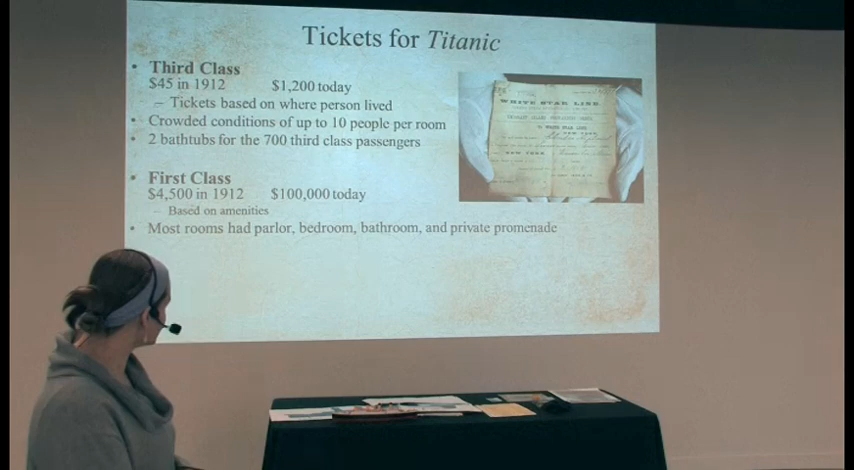 Tickets for Titanic
• Third Class
$45 in 1912 $1,200 today
– Tickets based on where person lived
• Crowded conditions of up to 10 people per room
• 2 bathtubs for the 700 third class passengers
• First Class
$4,500 in 1912 $100,000 today
– Based on amenities
• Most rooms had parlor, bedroom, bathroom, and private promenade
WHITE STAR LINE.
NEW YORK